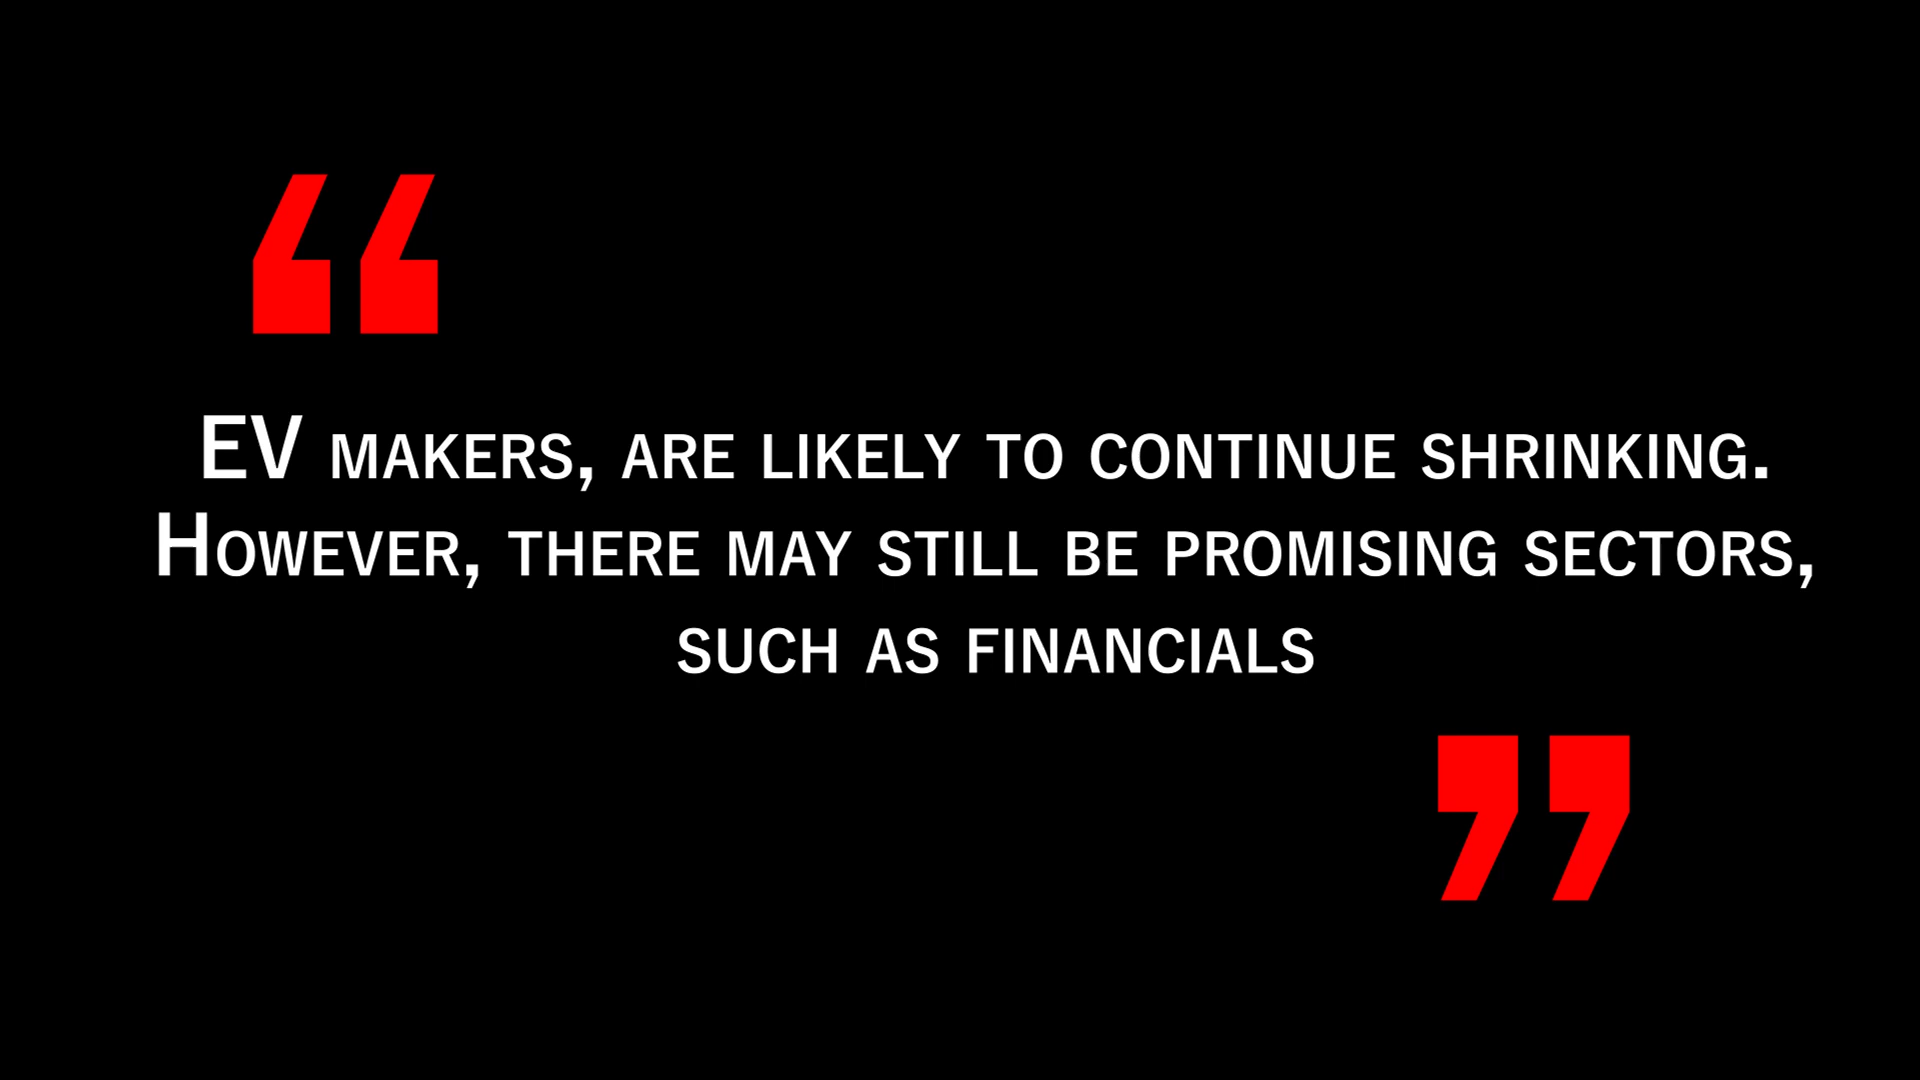 “
EV makers, are likely to continue shrinking.
However, there may still be promising sectors,
such as financials
”